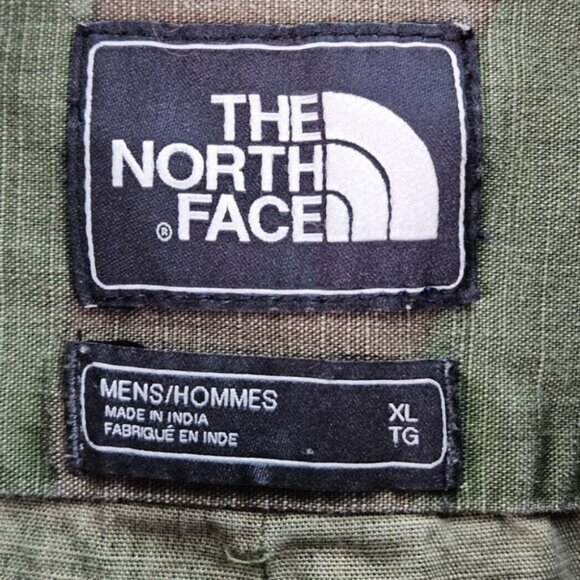 THE
NORTH
FACE
®
MENS/HOMMES
MADE IN INDIA
FABRIQUÉ EN INDE
XL
TG